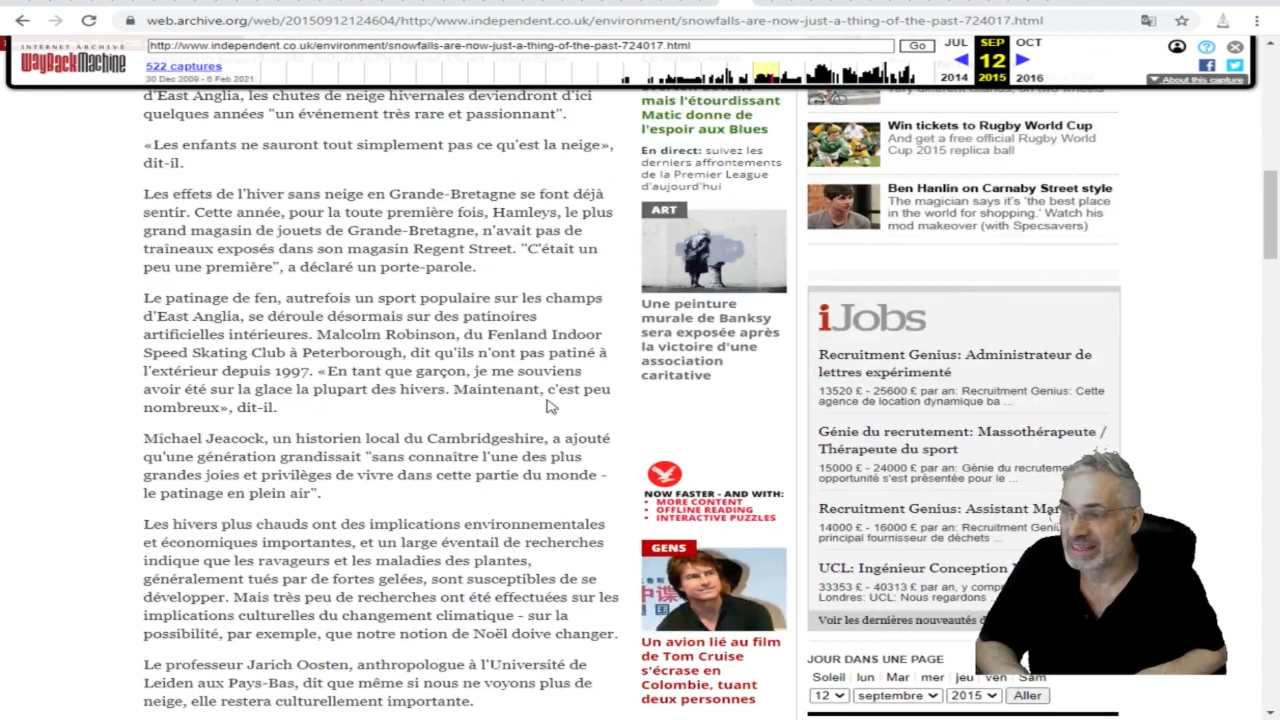 web.archive.org/web/20150912124604/http:/www.independent.co.uk/environment/snowfalls-are-now-just-a-thing-of-the-past-724017.html
INTERNET ARCHIVE
WayBackMachine
http://www.independent.co.uk/environment/snowfalls-are-now-just-a-thing-of-the-past-724017.html
Go
JUL
SEP
OCT
12
2014
2015
2016
522 captures
30 Dec 2009 - 8 Feb 2021
About this capture
d'East Anglia, les chutes de neige hivernales deviendront d'ici
quelques années "un événement très rare et passionnant".
«Les enfants ne sauront tout simplement pas ce qu'est la neige»,
dit-il.
Les effets de l'hiver sans neige en Grande-Bretagne se font déjà
sentir. Cette année, pour la toute première fois, Hamleys, le plus
grand magasin de jouets de Grande-Bretagne, n'avait pas de
traîneaux exposés dans son magasin Regent Street. "C'était un
peu une première", a déclaré un porte-parole.
Le patinage de fen, autrefois un sport populaire sur les champs
d'East Anglia, se déroule désormais sur des patinoires
artificielles intérieures. Malcolm Robinson, du Fenland Indoor
Speed Skating Club à Peterborough, dit qu'ils n'ont pas patiné à
l'extérieur depuis 1997. «En tant que garçon, je me souviens
avoir été sur la glace la plupart des hivers. Maintenant, c'est peu
nombreux», dit-il.
Michael Jeacock, un historien local du Cambridgeshire, a ajouté
qu'une génération grandissait "sans connaître l'une des plus
grandes joies et privilèges de vivre dans cette partie du monde -
le patinage en plein air".
Les hivers plus chauds ont des implications environnementales
et économiques importantes, et un large éventail de recherches
indique que les ravageurs et les maladies des plantes,
généralement tués par de fortes gelées, sont susceptibles de se
développer. Mais très peu de recherches ont été effectuées sur les
implications culturelles du changement climatique - sur la
possibilité, par exemple, que notre notion de Noël doive changer.
Le professeur Jarich Oosten, anthropologue à l'Université de
Leiden aux Pays-Bas, dit que même si nous ne voyons plus de
neige, elle restera culturellement importante.
mais l'étourdissant
Matic donne de
l'espoir aux Blues
En direct: suivez les
derniers affrontements
de la Premier League
d'aujourd'hui
ART
Une peinture
murale de Banksy
sera exposée après
la victoire d'une
association
caritative
NOW FASTER - AND WITH:
• MORE CONTENT
• OFFLINE READING
• INTERACTIVE PUZZLES
GENS
Un avion lié au film
de Tom Cruise
s'écrase en
Colombie, tuant
deux personnes
Very different islands, on two wheels
Win tickets to Rugby World Cup
And get a free official Rugby World
Cup 2015 replica ball
Ben Hanlin on Carnaby Street style
The magician says it's 'the best place
in the world for shopping.' Watch his
mod makeover (with Specsavers)
iJobs
Recruitment Genius: Administrateur de
lettres expérimenté
13520 £ - 25600 £ par an: Recruitment Genius: Cette
agence de location dynamique ba ...
Génie du recrutement: Massothérapeute /
Thérapeute du sport
15000 £ - 24000 £ par an: Génie du recrutement
opportunité s'est présentée pour le ...
Recruitment Genius: Assistant
14000 £ - 16000 £ par an: Recruitment
principal fournisseur de déchets ...
UCL: Ingénieur Conception
33353 £ - 40313 £ par an, y
Londres: UCL: Nous regardons ...
Voir les dernières nouveautés
JOUR DANS UNE PAGE
Soleil lun Mar mer jeu ven Sam
12 septembre 2015 Aller